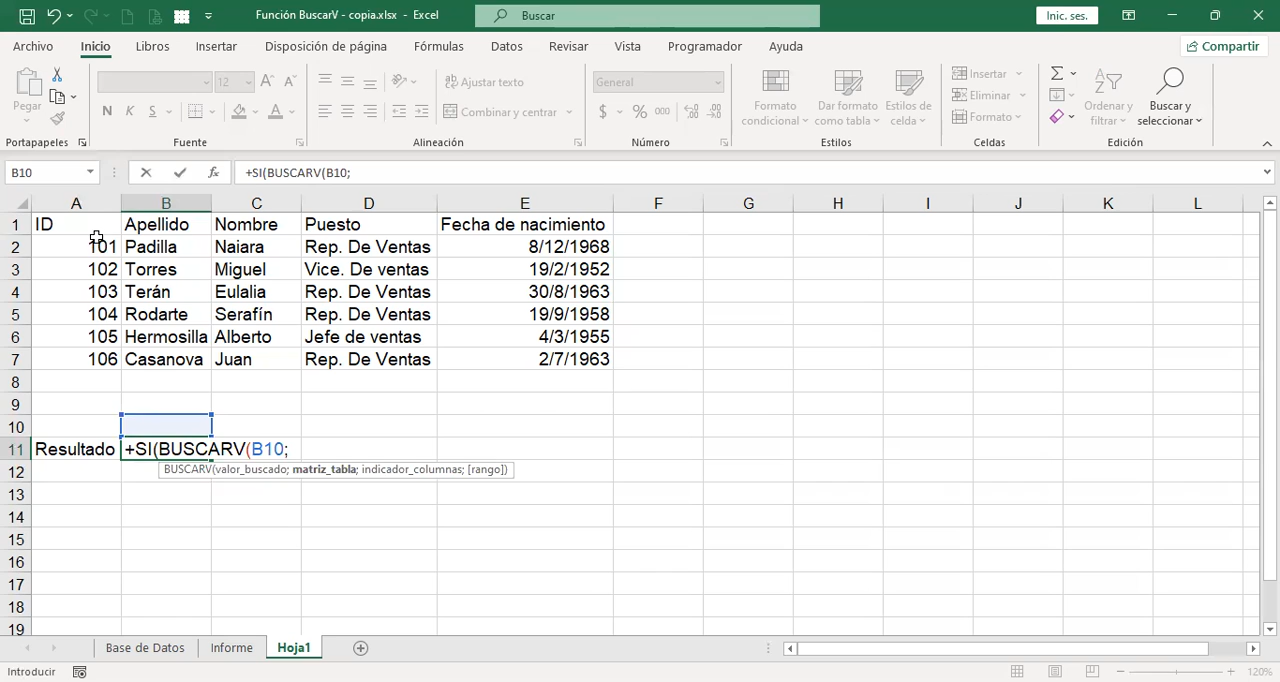 Función BuscarV - copia.xlsx - Excel
Buscar
Inic. ses.
Archivo Inicio Libros Insertar Disposición de página Fórmulas Datos Revisar Vista Programador Ayuda Compartir
Pegar
Portapapeles
12 A A
N K S A
Fuente
Ajustar texto
Combinar y centrar
Alineación
General
$ % 000
Número
Formato condicional
Dar formato como tabla
Estilos de celda
Estilos
Insertar
Eliminar
Formato
Celdas
Ordenar y filtrar
Buscar y seleccionar
Edición
B10 fx +SI(BUSCARV(B10;
A B C D E F G H I J K L
1 ID Apellido Nombre Puesto Fecha de nacimiento
2 101 Padilla Naiara Rep. De Ventas 8/12/1968
3 102 Torres Miguel Vice. De ventas 19/2/1952
4 103 Terán Eulalia Rep. De Ventas 30/8/1963
5 104 Rodarte Serafín Rep. De Ventas 19/9/1958
6 105 Hermosilla Alberto Jefe de ventas 4/3/1955
7 106 Casanova Juan Rep. De Ventas 2/7/1963
8
9
10
11 Resultado +SI(BUSCARV(B10;
12 BUSCARV(valor_buscado; matriz_tabla; indicador_columnas; [rango])
13
14
15
16
17
18
19
Base de Datos Informe Hoja1
Introducir 120%